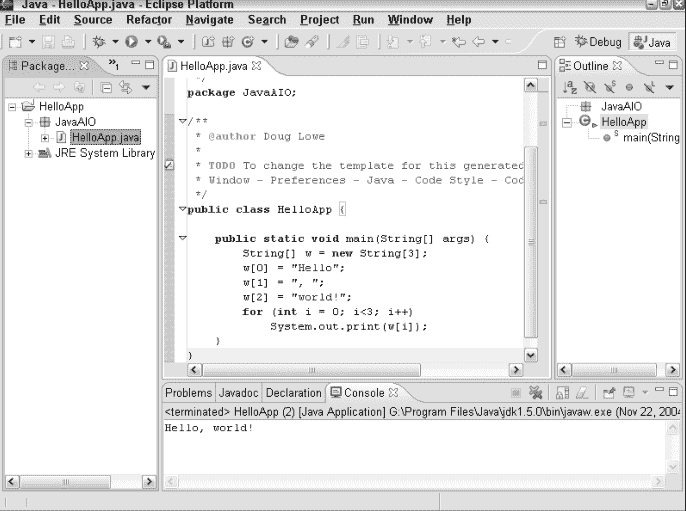 Java - HelloApp.java - Eclipse Platform
File Edit Source Refactor Navigate Search Project Run Window Help
Debug Java
Package... »1
HelloApp
JavaAIO
HelloApp.java
JRE System Library
HelloApp.java
*/
package JavaAIO;
/**
* @author Doug Lowe
*
* TODO To change the template for this generated
* Window - Preferences - Java - Code Style - Cod
*/
public class HelloApp {
public static void main(String[] args) {
String[] w = new String[3];
w[0] = "Hello";
w[1] = ", ";
w[2] = "world!";
for (int i = 0; i<3; i++)
System.out.print(w[i]);
}
}
Outline
JavaAIO
HelloApp
main(String
Problems Javadoc Declaration Console
<terminated> HelloApp (2) [Java Application] G:\Program Files\Java\jdk1.5.0\bin\javaw.exe (Nov 22, 2004
Hello, world!